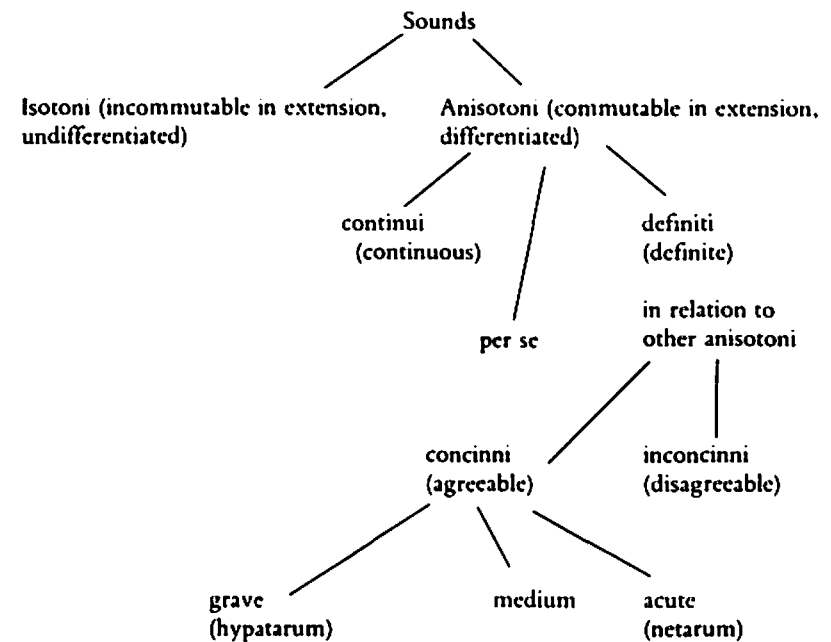 Sounds
Isotoni (incommutable in extension,
undifferentiated)
Anisotoni (commutable in extension,
differentiated)
continui
(continuous)
definiti
(definite)
per se
in relation to
other anisotoni
concinni
(agreeable)
inconcinni
(disagreeable)
grave
(hypatarum)
medium
acute
(netarum)